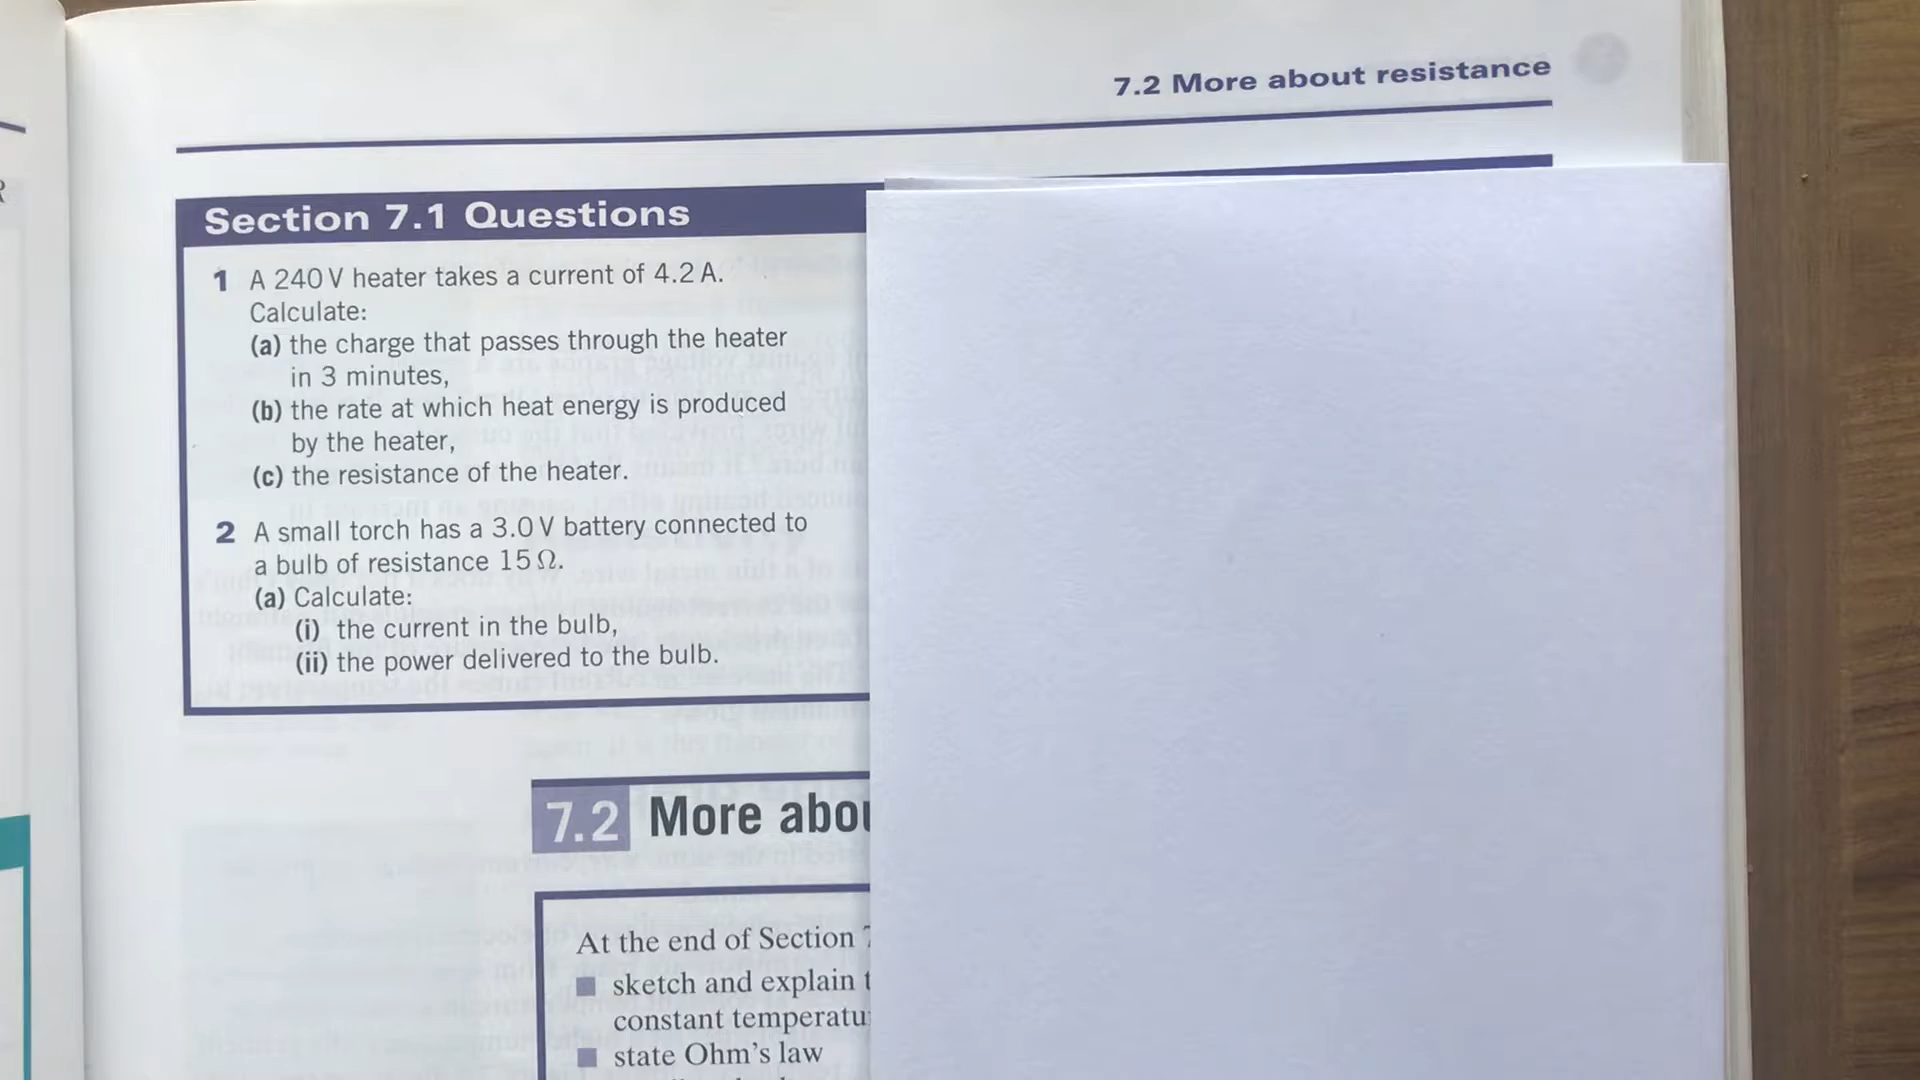 7.2 More about resistance
Section 7.1 Questions
1 A 240 V heater takes a current of 4.2 A.
Calculate:
(a) the charge that passes through the heater
in 3 minutes,
(b) the rate at which heat energy is produced
by the heater,
(c) the resistance of the heater.
2 A small torch has a 3.0 V battery connected to
a bulb of resistance 15 Ω.
(a) Calculate:
(i) the current in the bulb,
(ii) the power delivered to the bulb.
7.2 More abou
At the end of Section 7
■ sketch and explain t
constant temperatu
■ state Ohm's law